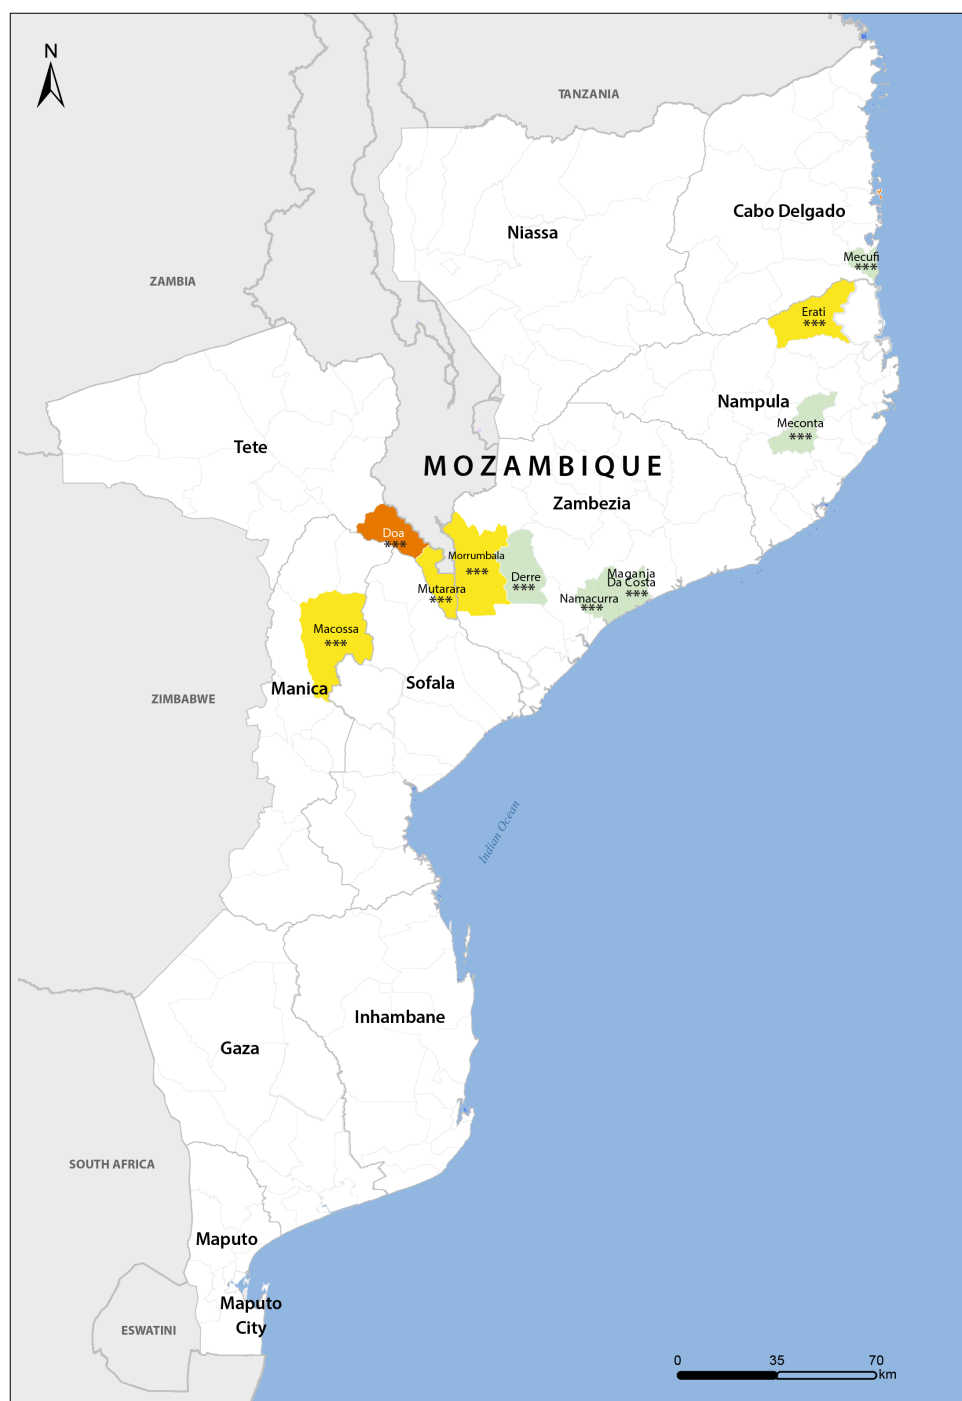 N
TANZANIA
Cabo Delgado
Niassa
Mecufi
***
ZAMBIA
Erati
***
Nampula
Meconta
***
Tete
MOZAMBIQUE
Zambezia
Doa
***
Morrumbala
***
Derre
***
Maganja
Da Costa
***
Namacurra
***
Mutarara
***
Macossa
***
Manica
Sofala
ZIMBABWE
Indian Ocean
Inhambane
Gaza
SOUTH AFRICA
Maputo
Maputo
City
ESWATINI
0 35 70
km